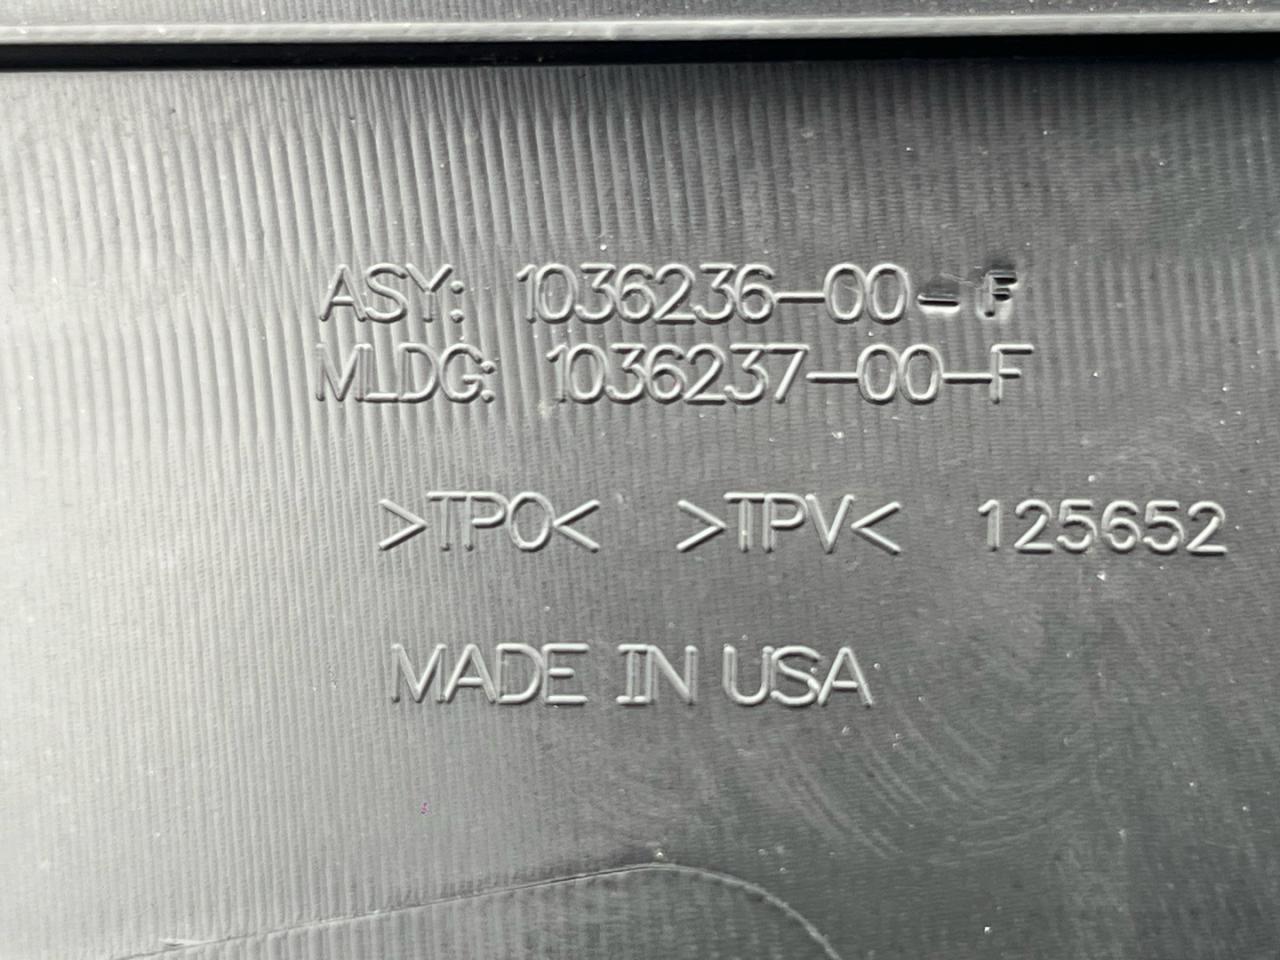 ASY: 1036236-00-F
MLDG: 1036237-00-F
>TPO< >TPV< 125652
MADE IN USA